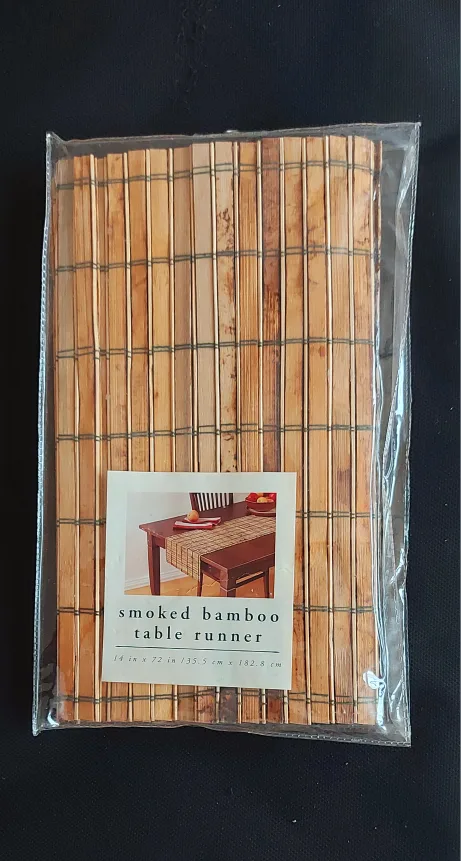 smoked bamboo
table runner
14 in x 72 in / 35.5 cm x 182.8 cm